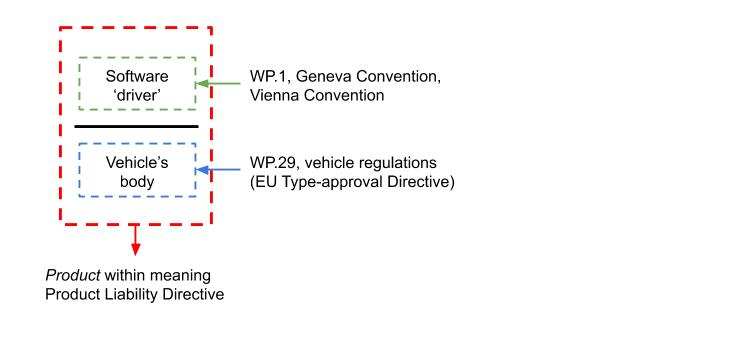 Software
‘driver’
WP.1, Geneva Convention,
Vienna Convention
Vehicle’s
body
WP.29, vehicle regulations
(EU Type-approval Directive)
Product within meaning
Product Liability Directive